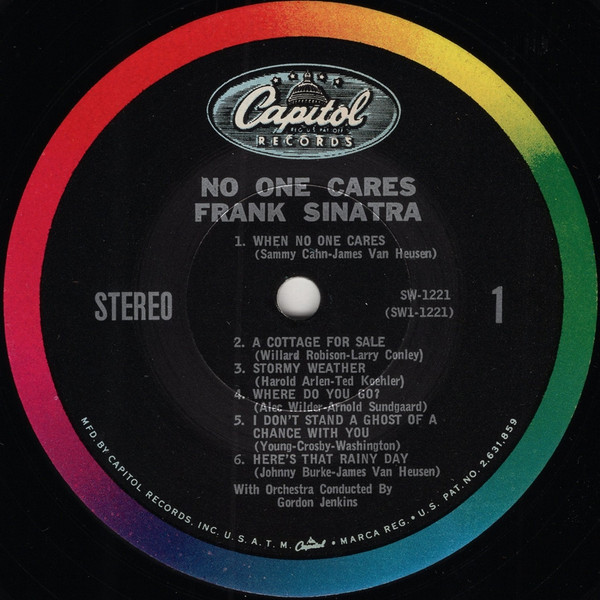 Capitol
REG. U.S. PAT. OFF.
RECORDS
NO ONE CARES
FRANK SINATRA
1. WHEN NO ONE CARES
(Sammy Cahn-James Van Heusen)
STEREO
SW-1221
(SW1-1221)
1
2. A COTTAGE FOR SALE
(Willard Robison-Larry Conley)
3. STORMY WEATHER
(Harold Arlen-Ted Koehler)
4. WHERE DO YOU GO?
(Alec Wilder-Arnold Sundgaard)
5. I DON'T STAND A GHOST OF A
CHANCE WITH YOU
(Young-Crosby-Washington)
6. HERE'S THAT RAINY DAY
(Johnny Burke-James Van Heusen)
With Orchestra Conducted By
Gordon Jenkins
MFD. BY CAPITOL RECORDS, INC. U.S.A. T.M. Capitol • MARCA REG. • U.S. PAT. NO. 2,631,859